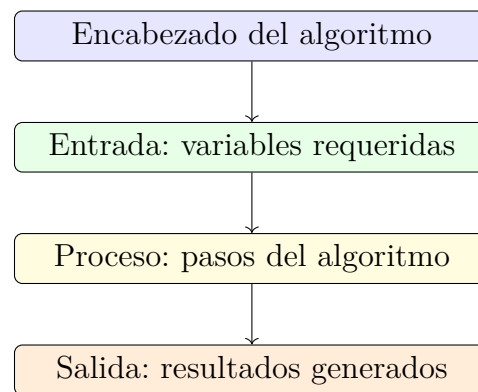 Encabezado del algoritmo
Entrada: variables requeridas
Proceso: pasos del algoritmo
Salida: resultados generados